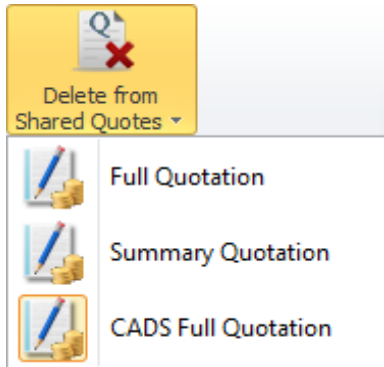 Delete from
Shared Quotes
Full Quotation
Summary Quotation
CADS Full Quotation